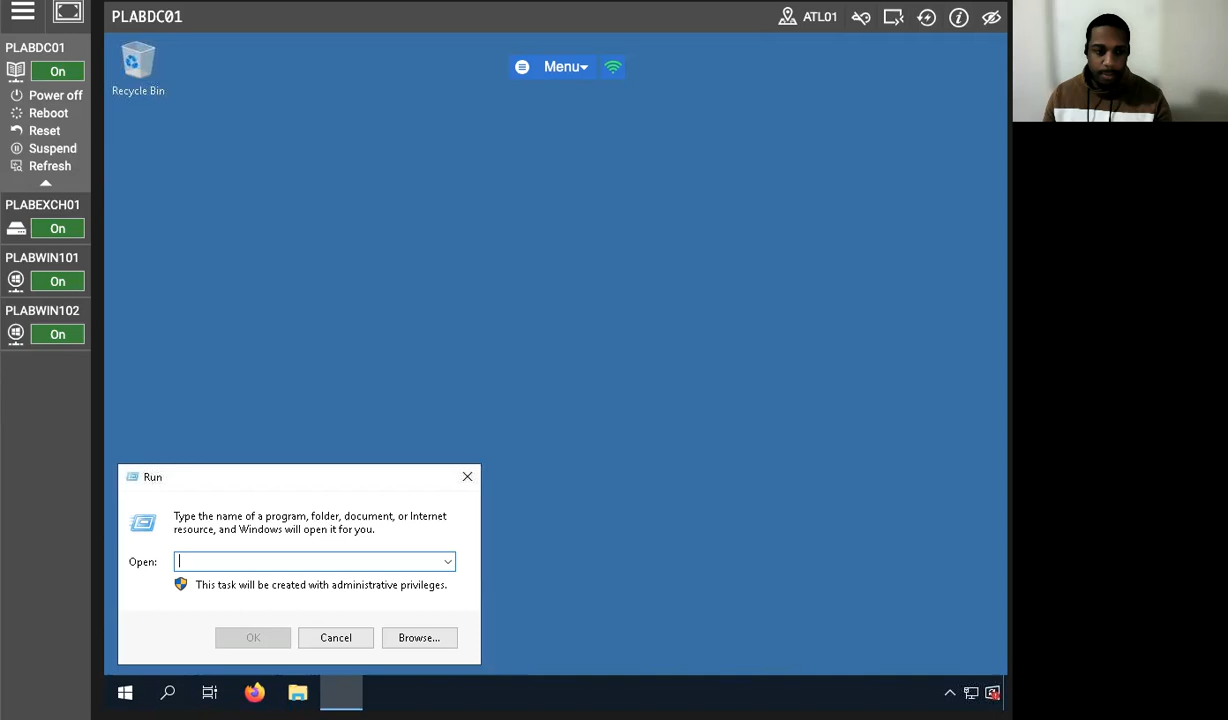 PLABDC01
On
Power off
Reboot
Reset
Suspend
Refresh
PLABEXCH01
On
PLABWIN101
On
PLABWIN102
On
PLABDC01
ATL01
Recycle Bin
Menu
Run
Type the name of a program, folder, document, or Internet
resource, and Windows will open it for you.
Open:
This task will be created with administrative privileges.
OK
Cancel
Browse...